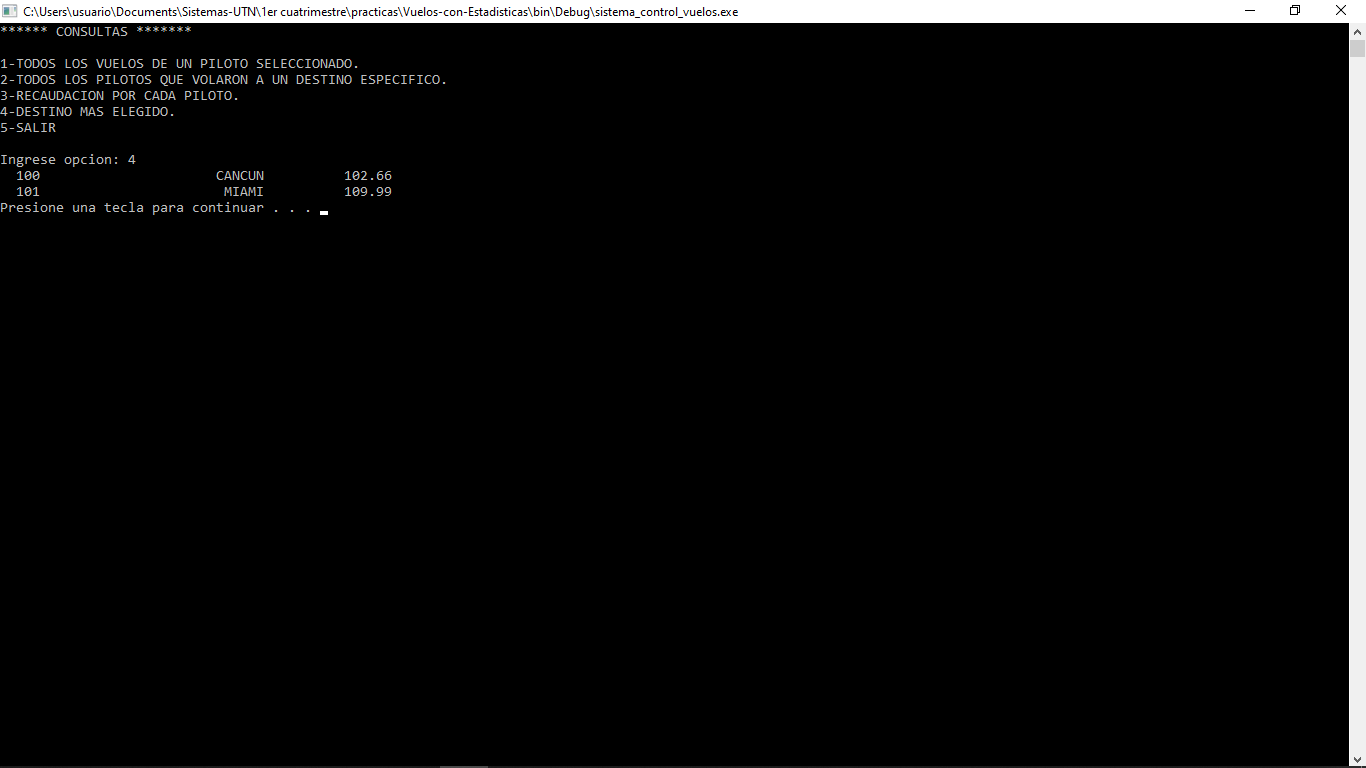 C:\Users\usuario\Documents\Sistemas-UTN\1er cuatrimestre\practicas\Vuelos-con-Estadisticas\bin\Debug\sistema_control_vuelos.exe
****** CONSULTAS *******
1-TODOS LOS VUELOS DE UN PILOTO SELECCIONADO.
2-TODOS LOS PILOTOS QUE VOLARON A UN DESTINO ESPECIFICO.
3-RECAUDACION POR CADA PILOTO.
4-DESTINO MAS ELEGIDO.
5-SALIR
Ingrese opcion: 4
100 CANCUN 102.66
101 MIAMI 109.99
Presione una tecla para continuar . . .